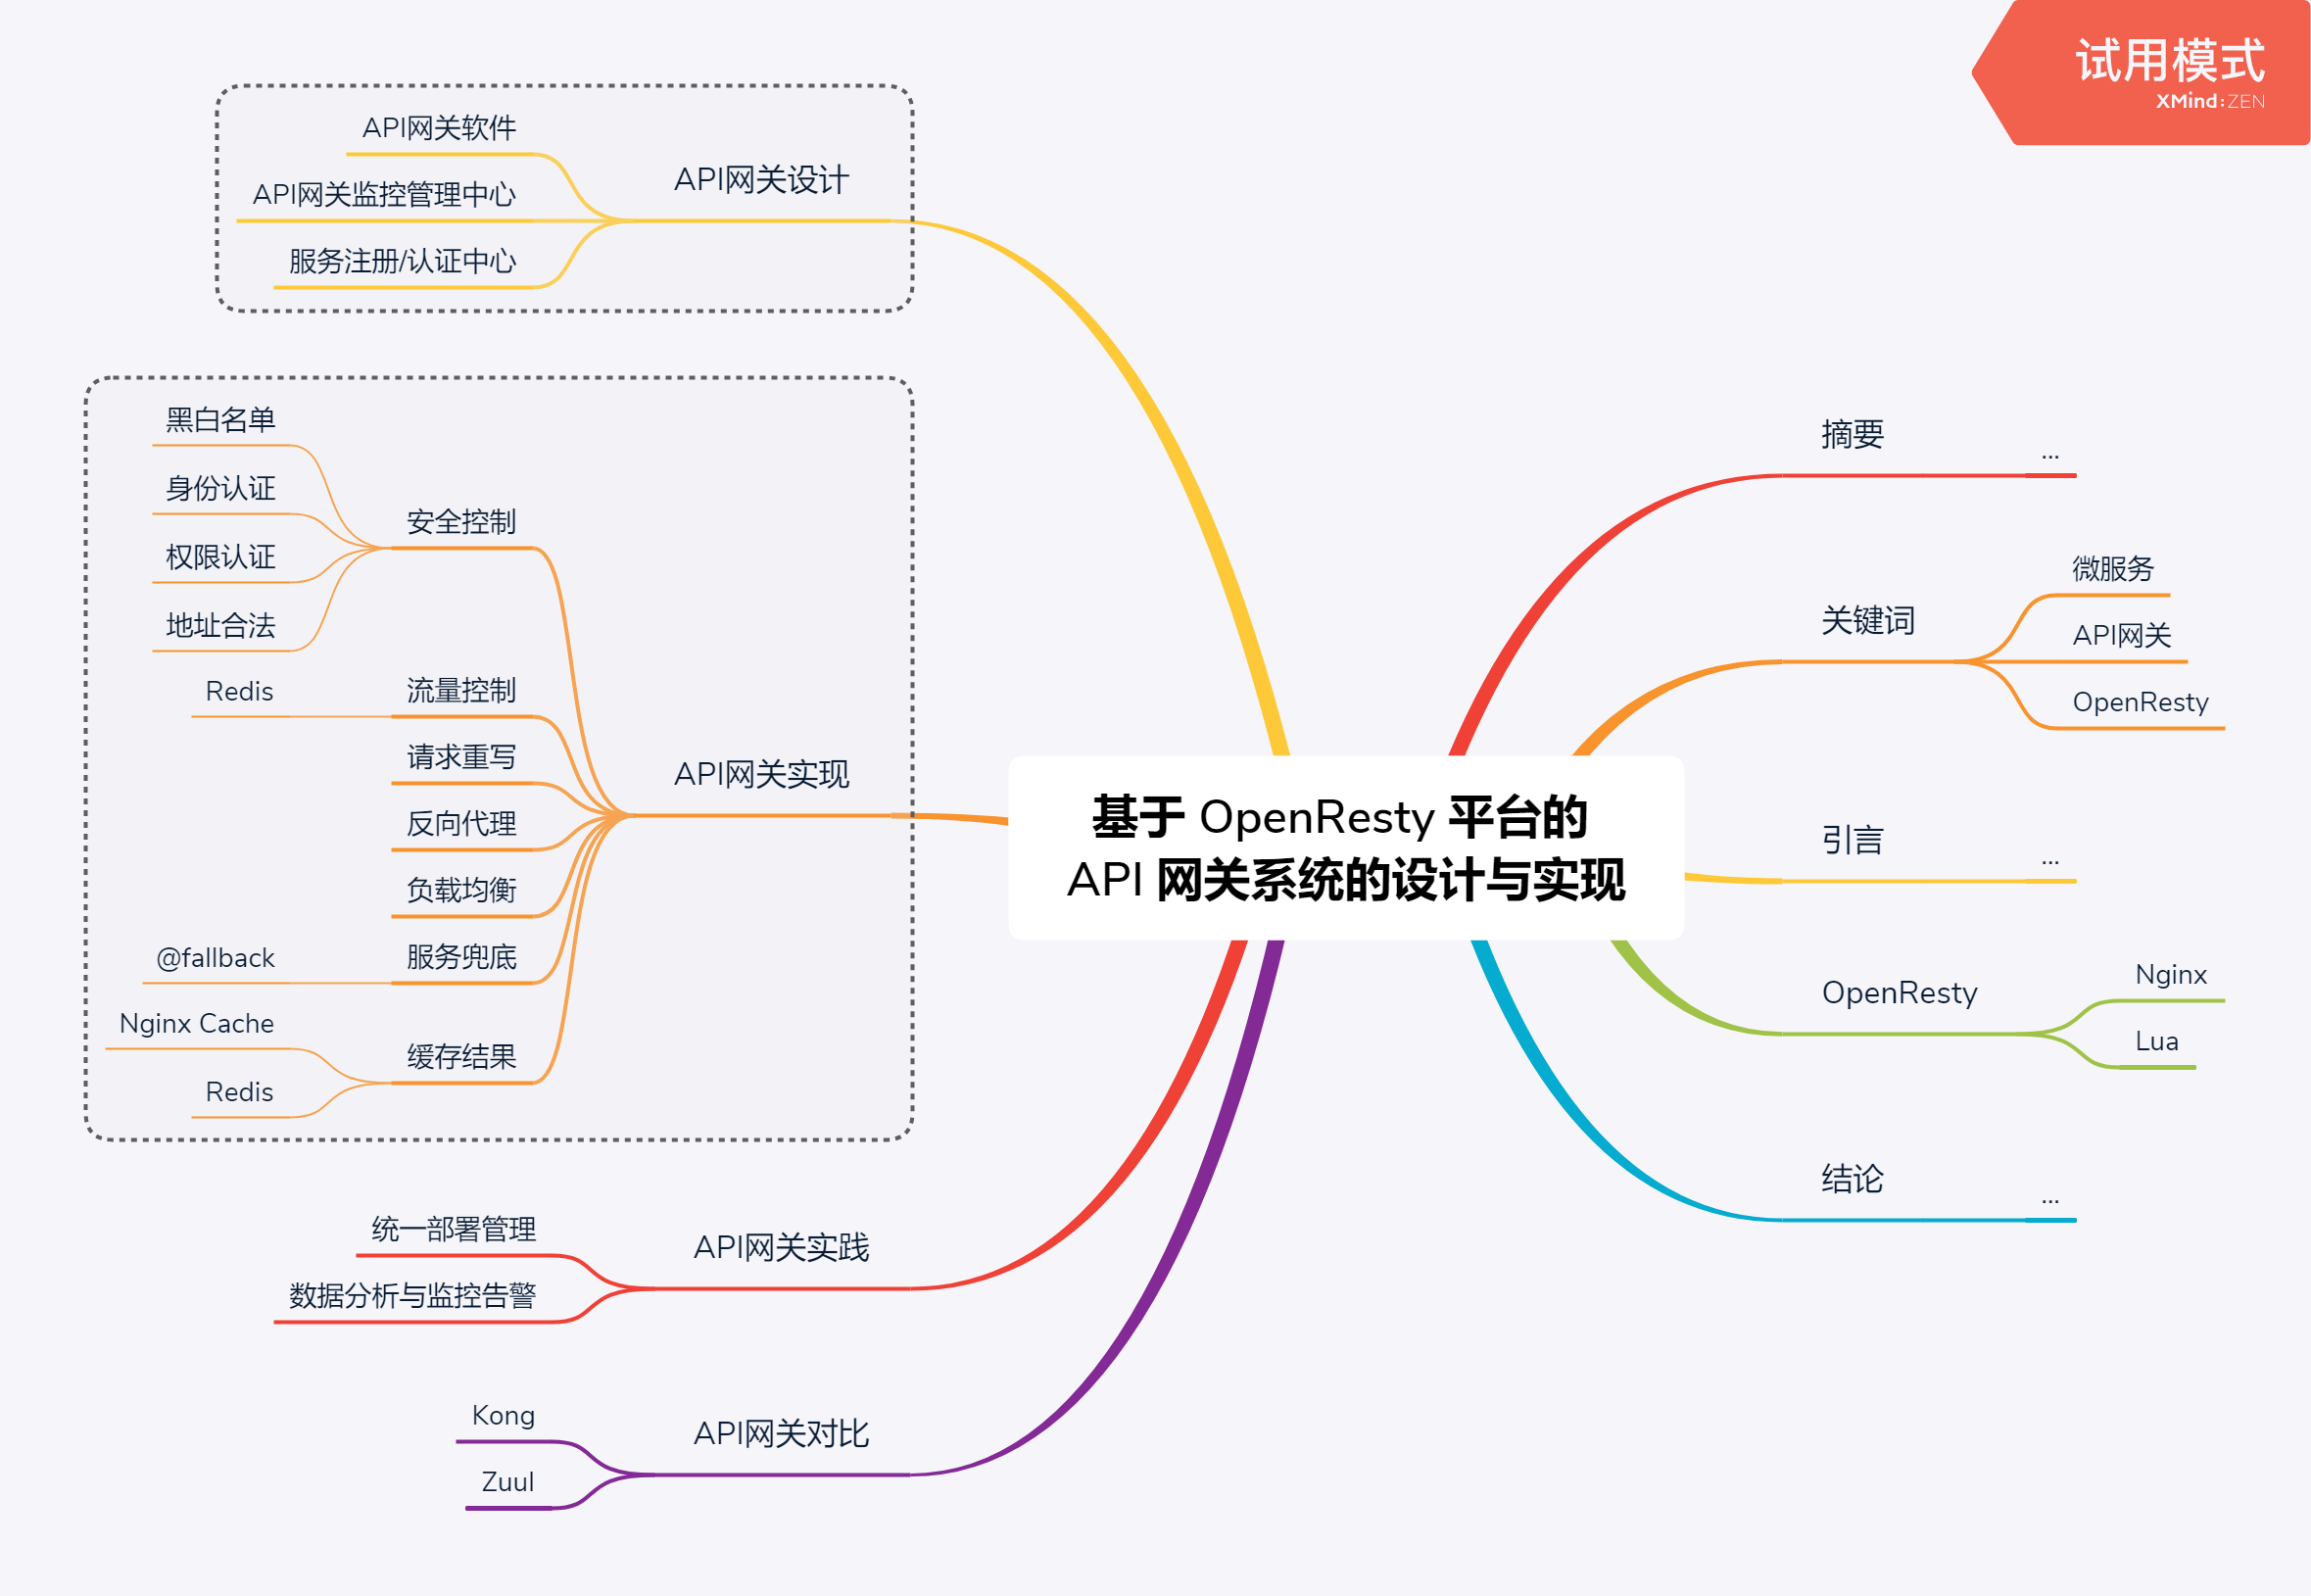 试用模式
XMind:ZEN
基于 OpenResty 平台的
API 网关系统的设计与实现
摘要
...
关键词
微服务
API网关
OpenResty
引言
...
OpenResty
Nginx
Lua
结论
...
API网关设计
API网关软件
API网关监控管理中心
服务注册/认证中心
API网关实现
安全控制
黑白名单
身份认证
权限认证
地址合法
流量控制
Redis
请求重写
反向代理
负载均衡
服务兜底
@fallback
缓存结果
Nginx Cache
Redis
API网关实践
统一部署管理
数据分析与监控告警
API网关对比
Kong
Zuul